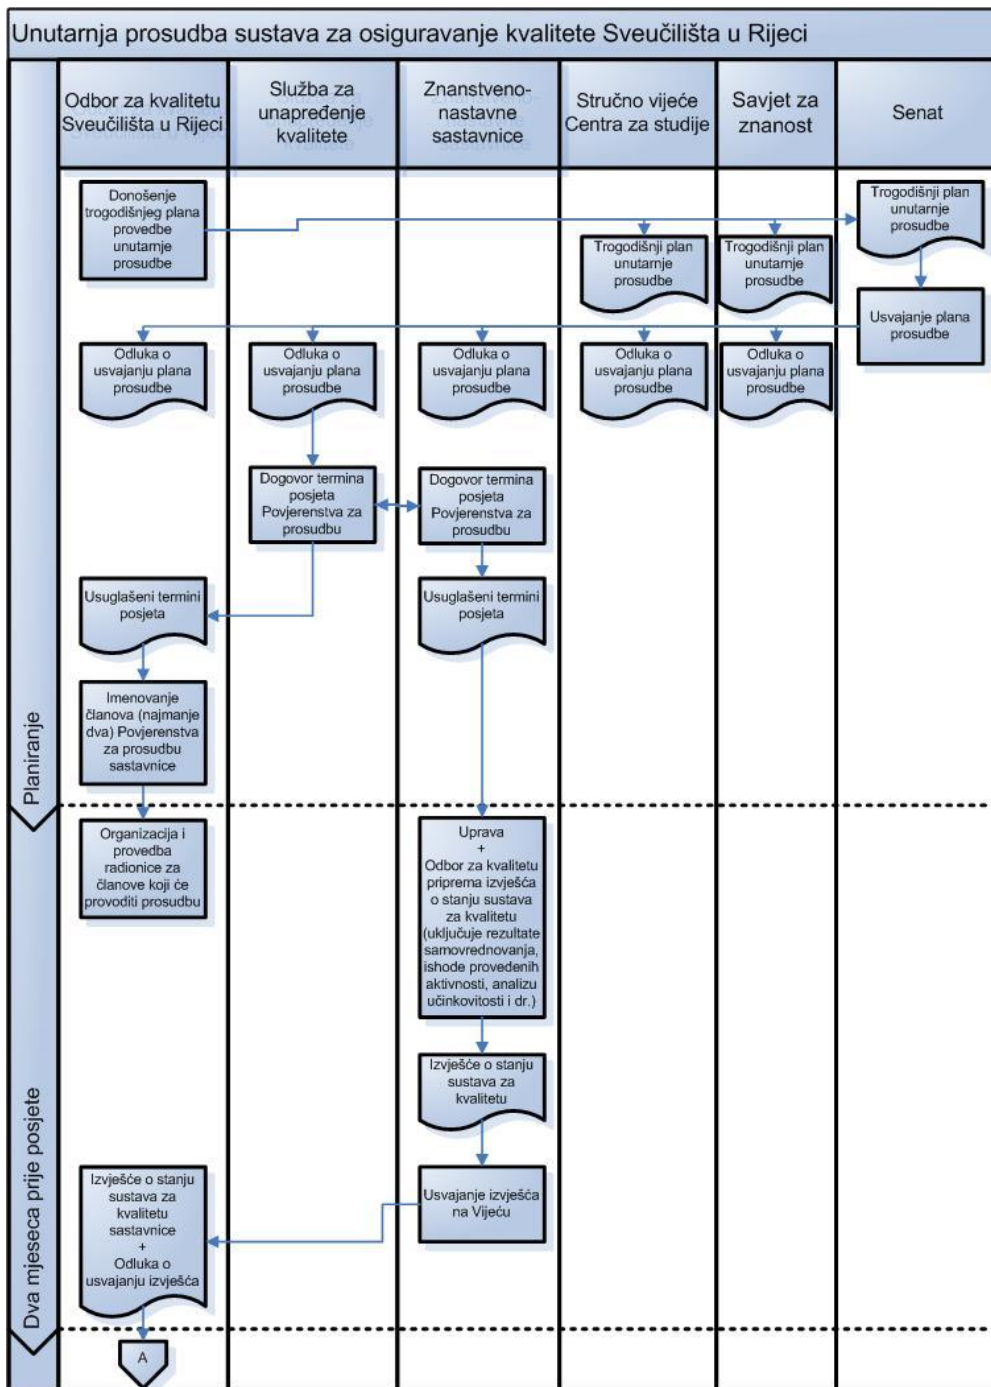 Unutarnja prosudba sustava za osiguravanje kvalitete Sveučilišta u Rijeci
Odbor za kvalitetu
Sveučilišta u Rijeci
Služba za
unapređenje
kvalitete
Znanstveno-
nastavne
sastavnice
Stručno vijeće
Centra za studije
Savjet za
znanost
Senat
Planiranje
Donošenje
trogodišnjeg plana
provedbe
unutarnje
prosudbe
Trogodišnji plan
unutarnje
prosudbe
Trogodišnji plan
unutarnje
prosudbe
Trogodišnji plan
unutarnje
prosudbe
Usvajanje plana
prosudbe
Odluka o
usvajanju plana
prosudbe
Odluka o
usvajanju plana
prosudbe
Odluka o
usvajanju plana
prosudbe
Odluka o
usvajanju plana
prosudbe
Odluka o
usvajanju plana
prosudbe
Dogovor termina
posjeta
Povjerenstva za
prosudbu
Dogovor termina
posjeta
Povjerenstva za
prosudbu
Usuglašeni termini
posjeta
Usuglašeni termini
posjeta
Imenovanje
članova (najmanje
dva) Povjerenstva
za prosudbu
sastavnice
Dva mjeseca prije posjete
Organizacija i
provedba
radionice za
članove koji će
provoditi prosudbu
Uprava
+
Odbor za kvalitetu
priprema izvješća
o stanju sustava
za kvalitetu
(uključuje rezultate
samovrednovanja,
ishode provedenih
aktivnosti, analizu
učinkovitosti i dr.)
Izvješće o stanju
sustava za
kvalitetu
Usvajanje izvješća
na Vijeću
Izvješće o stanju
sustava za
kvalitetu
sastavnice
+
Odluka o
usvajanju izvješća
A